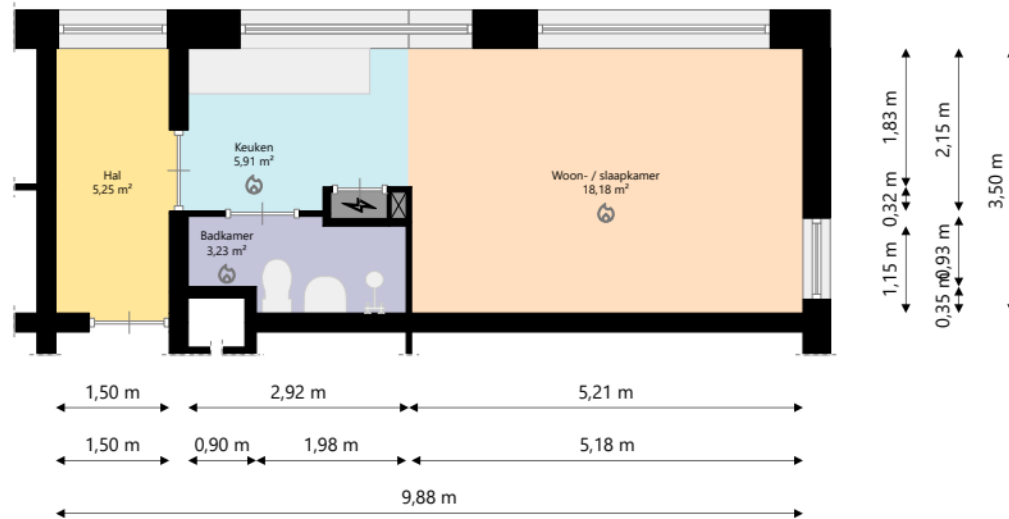 Hal
5,25 m²
Keuken
5,91 m²
Badkamer
3,23 m²
Woon- / slaapkamer
18,18 m²
1,83 m
0,32 m
1,15 m
2,15 m
0,93 m
0,35 m
3,50 m
1,50 m
2,92 m
5,21 m
1,50 m
0,90 m
1,98 m
5,18 m
9,88 m